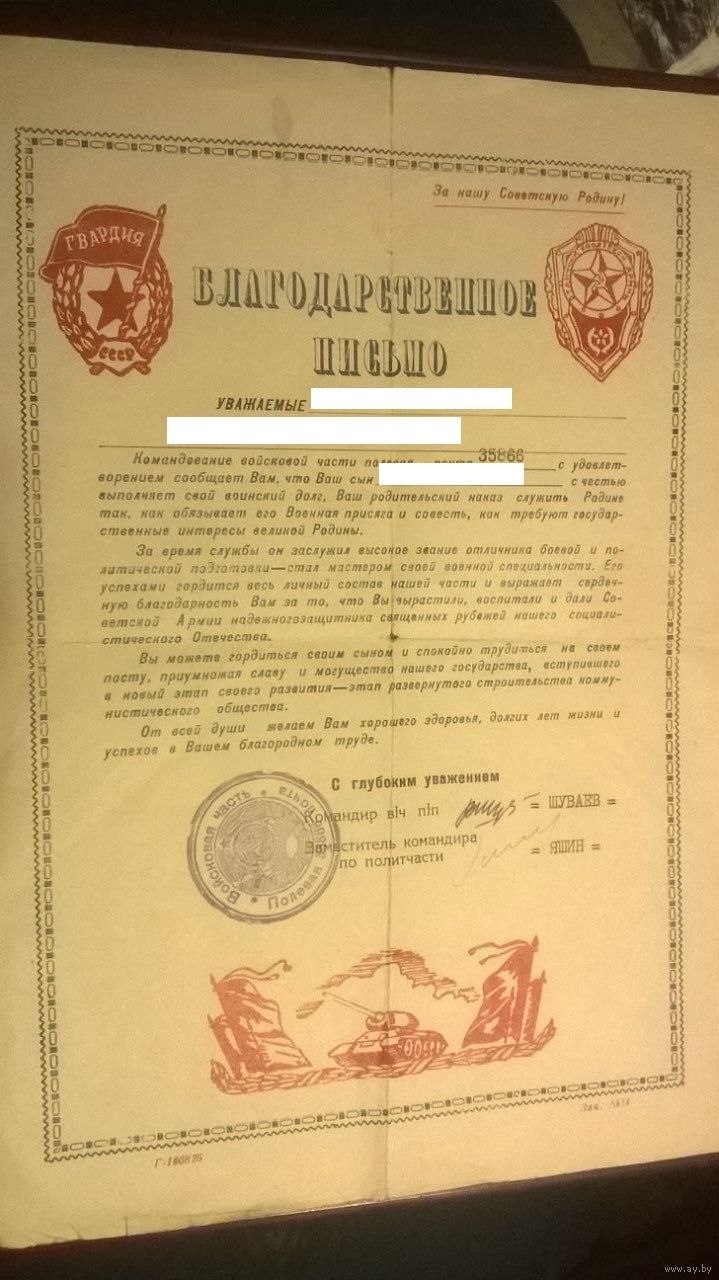 За нашу Советскую Родину!
ГВАРДИЯ
СССР
БЛАГОДАРСТВЕННОЕ
ПИСЬМО
УВАЖАЕМЫЕ
Командование войсковой части полевая почта 35866 с удовлет-
ворением сообщает Вам, что Ваш сын с честью
выполняет свой воинский долг, Ваш родительский наказ служить Родине
так, как обязывает его Военная присяга и совесть, как требуют государ-
ственные интересы великой Родины.
За время службы он заслужил высокое звание отличника боевой и по-
литической подготовки—стал мастером своей военной специальности. Его
успехами гордится весь личный состав нашей части и выражает сердеч-
ную благодарность Вам за то, что Вы вырастили, воспитали и дали Со-
ветской Армии надежногозащитника священных рубежей нашего социали-
стического Отечества.
Вы можете гордиться своим сыном и спокойно трудиться на своем
посту, приумножая славу и могущество нашего государства, вступившего
в новый этап своего развития—этап развернутого строительства комму-
нистического общества.
От всей души желаем Вам хорошего здоровья, долгих лет жизни и
успехов в Вашем благородном труде.
С глубоким уважением
Командир в/ч п/п = ШУВАЕВ =
Заместитель командира
по политчасти = ЯШИН =
Войсковая часть • Полевая почта •
Г-180876
www.ay.by